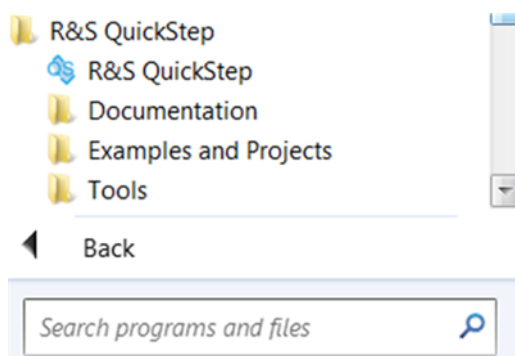 R&S QuickStep
R&S QuickStep
Documentation
Examples and Projects
Tools
Back
Search programs and files